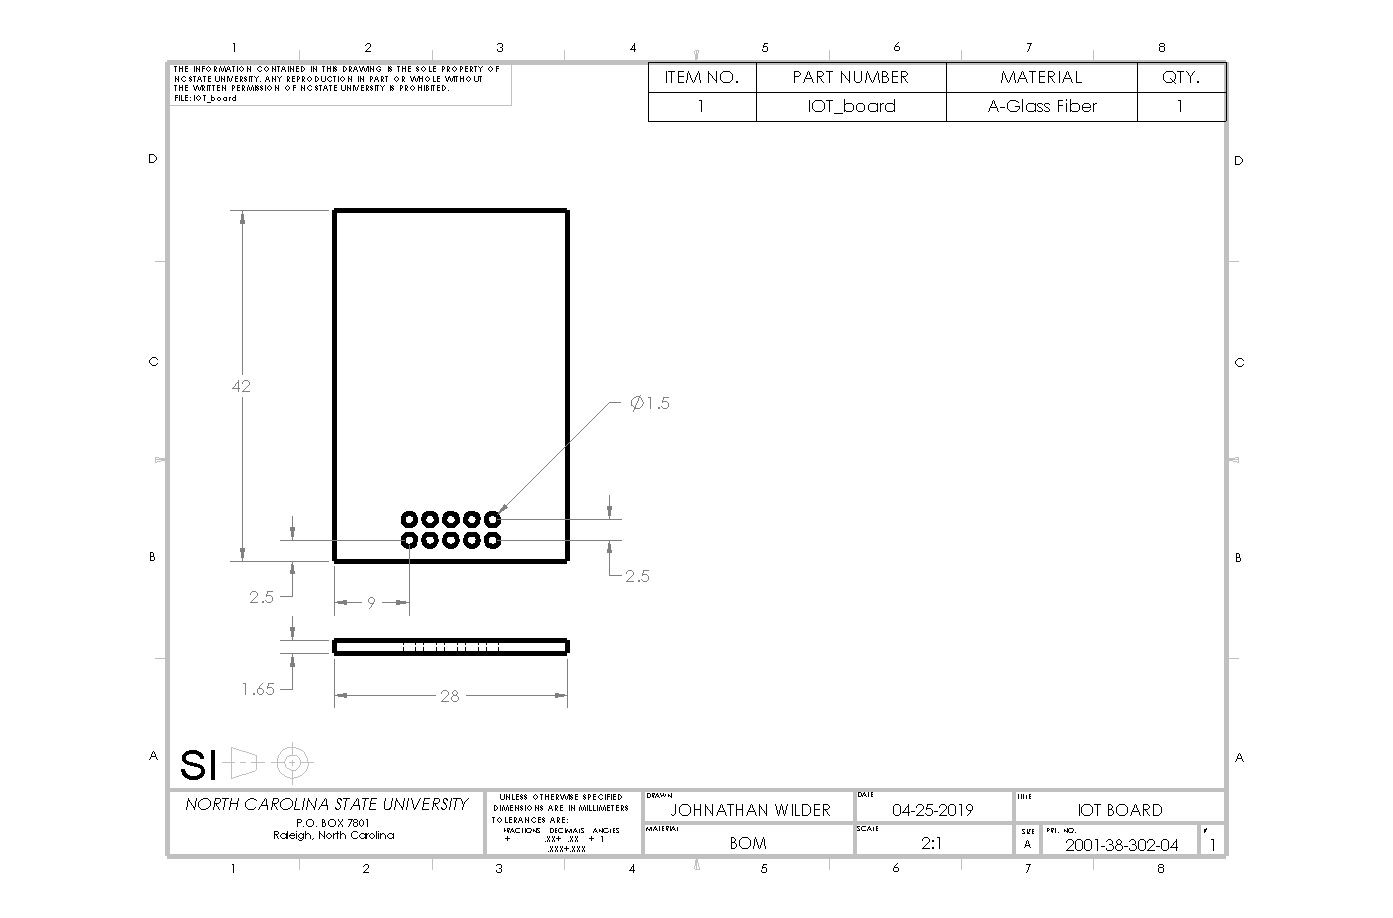 1 2 3 4 5 6 7 8
THE INFORMATION CONTAINED IN THIS DRAWING IS THE SOLE PROPERTY OF
NC STATE UNIVERSITY. ANY REPRODUCTION IN PART OR WHOLE WITHOUT
THE WRITTEN PERMISSION OF NC STATE UNIVERSITY IS PROHIBITED.
FILE: IOT_board
ITEM NO. PART NUMBER MATERIAL QTY.
1 IOT_board A-Glass Fiber 1
D D
C C
42
Ø1.5
B B
2.5
2.5
9
1.65
28
A A
SI
NORTH CAROLINA STATE UNIVERSITY
P.O. BOX 7801
Raleigh, North Carolina
UNLESS OTHERWISE SPECIFIED
DIMENSIONS ARE IN MILLIMETERS
TOLERANCES ARE:
FRACTIONS DECIMALS ANGLES
+ .XX+ .XX + 1
.XXX+.XXX
DRAWN
JOHNATHAN WILDER
DATE
04-25-2019
TITLE
IOT BOARD
MATERIAL
BOM
SCALE
2:1
SIZE
A
PRT. NO.
2001-38-302-04
#
1
1 2 3 4 5 6 7 8